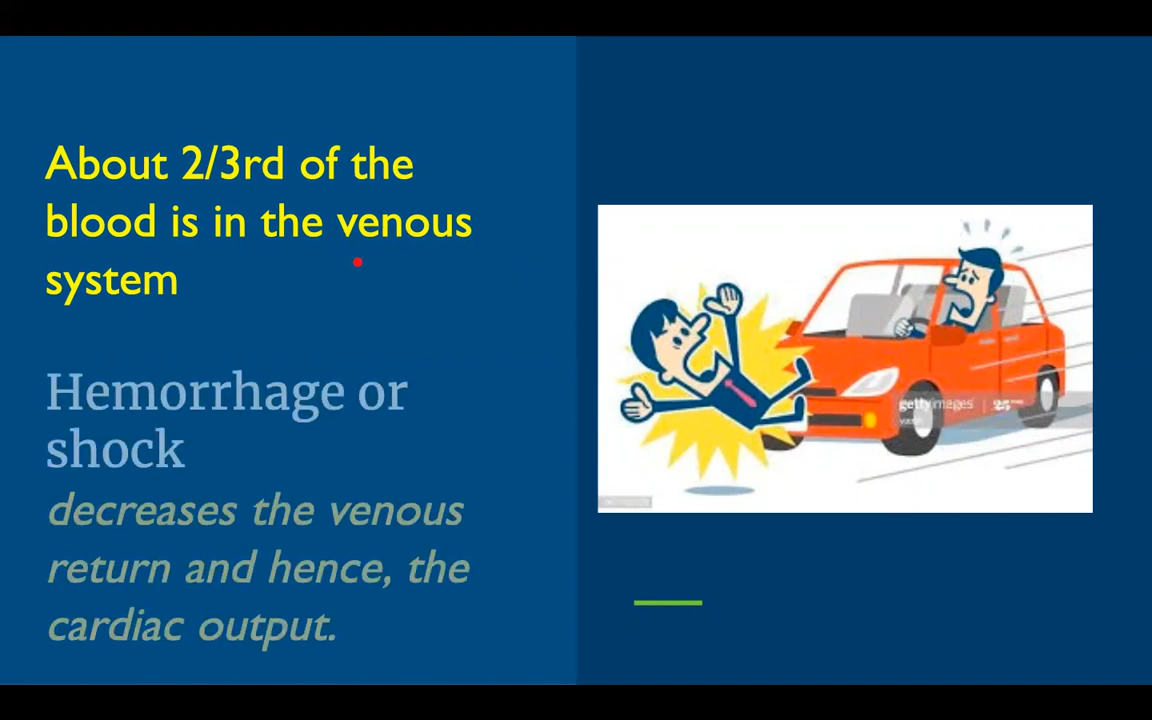 About 2/3rd of the
blood is in the venous
system
Hemorrhage or
shock
decreases the venous
return and hence, the
cardiac output.
gettyimages